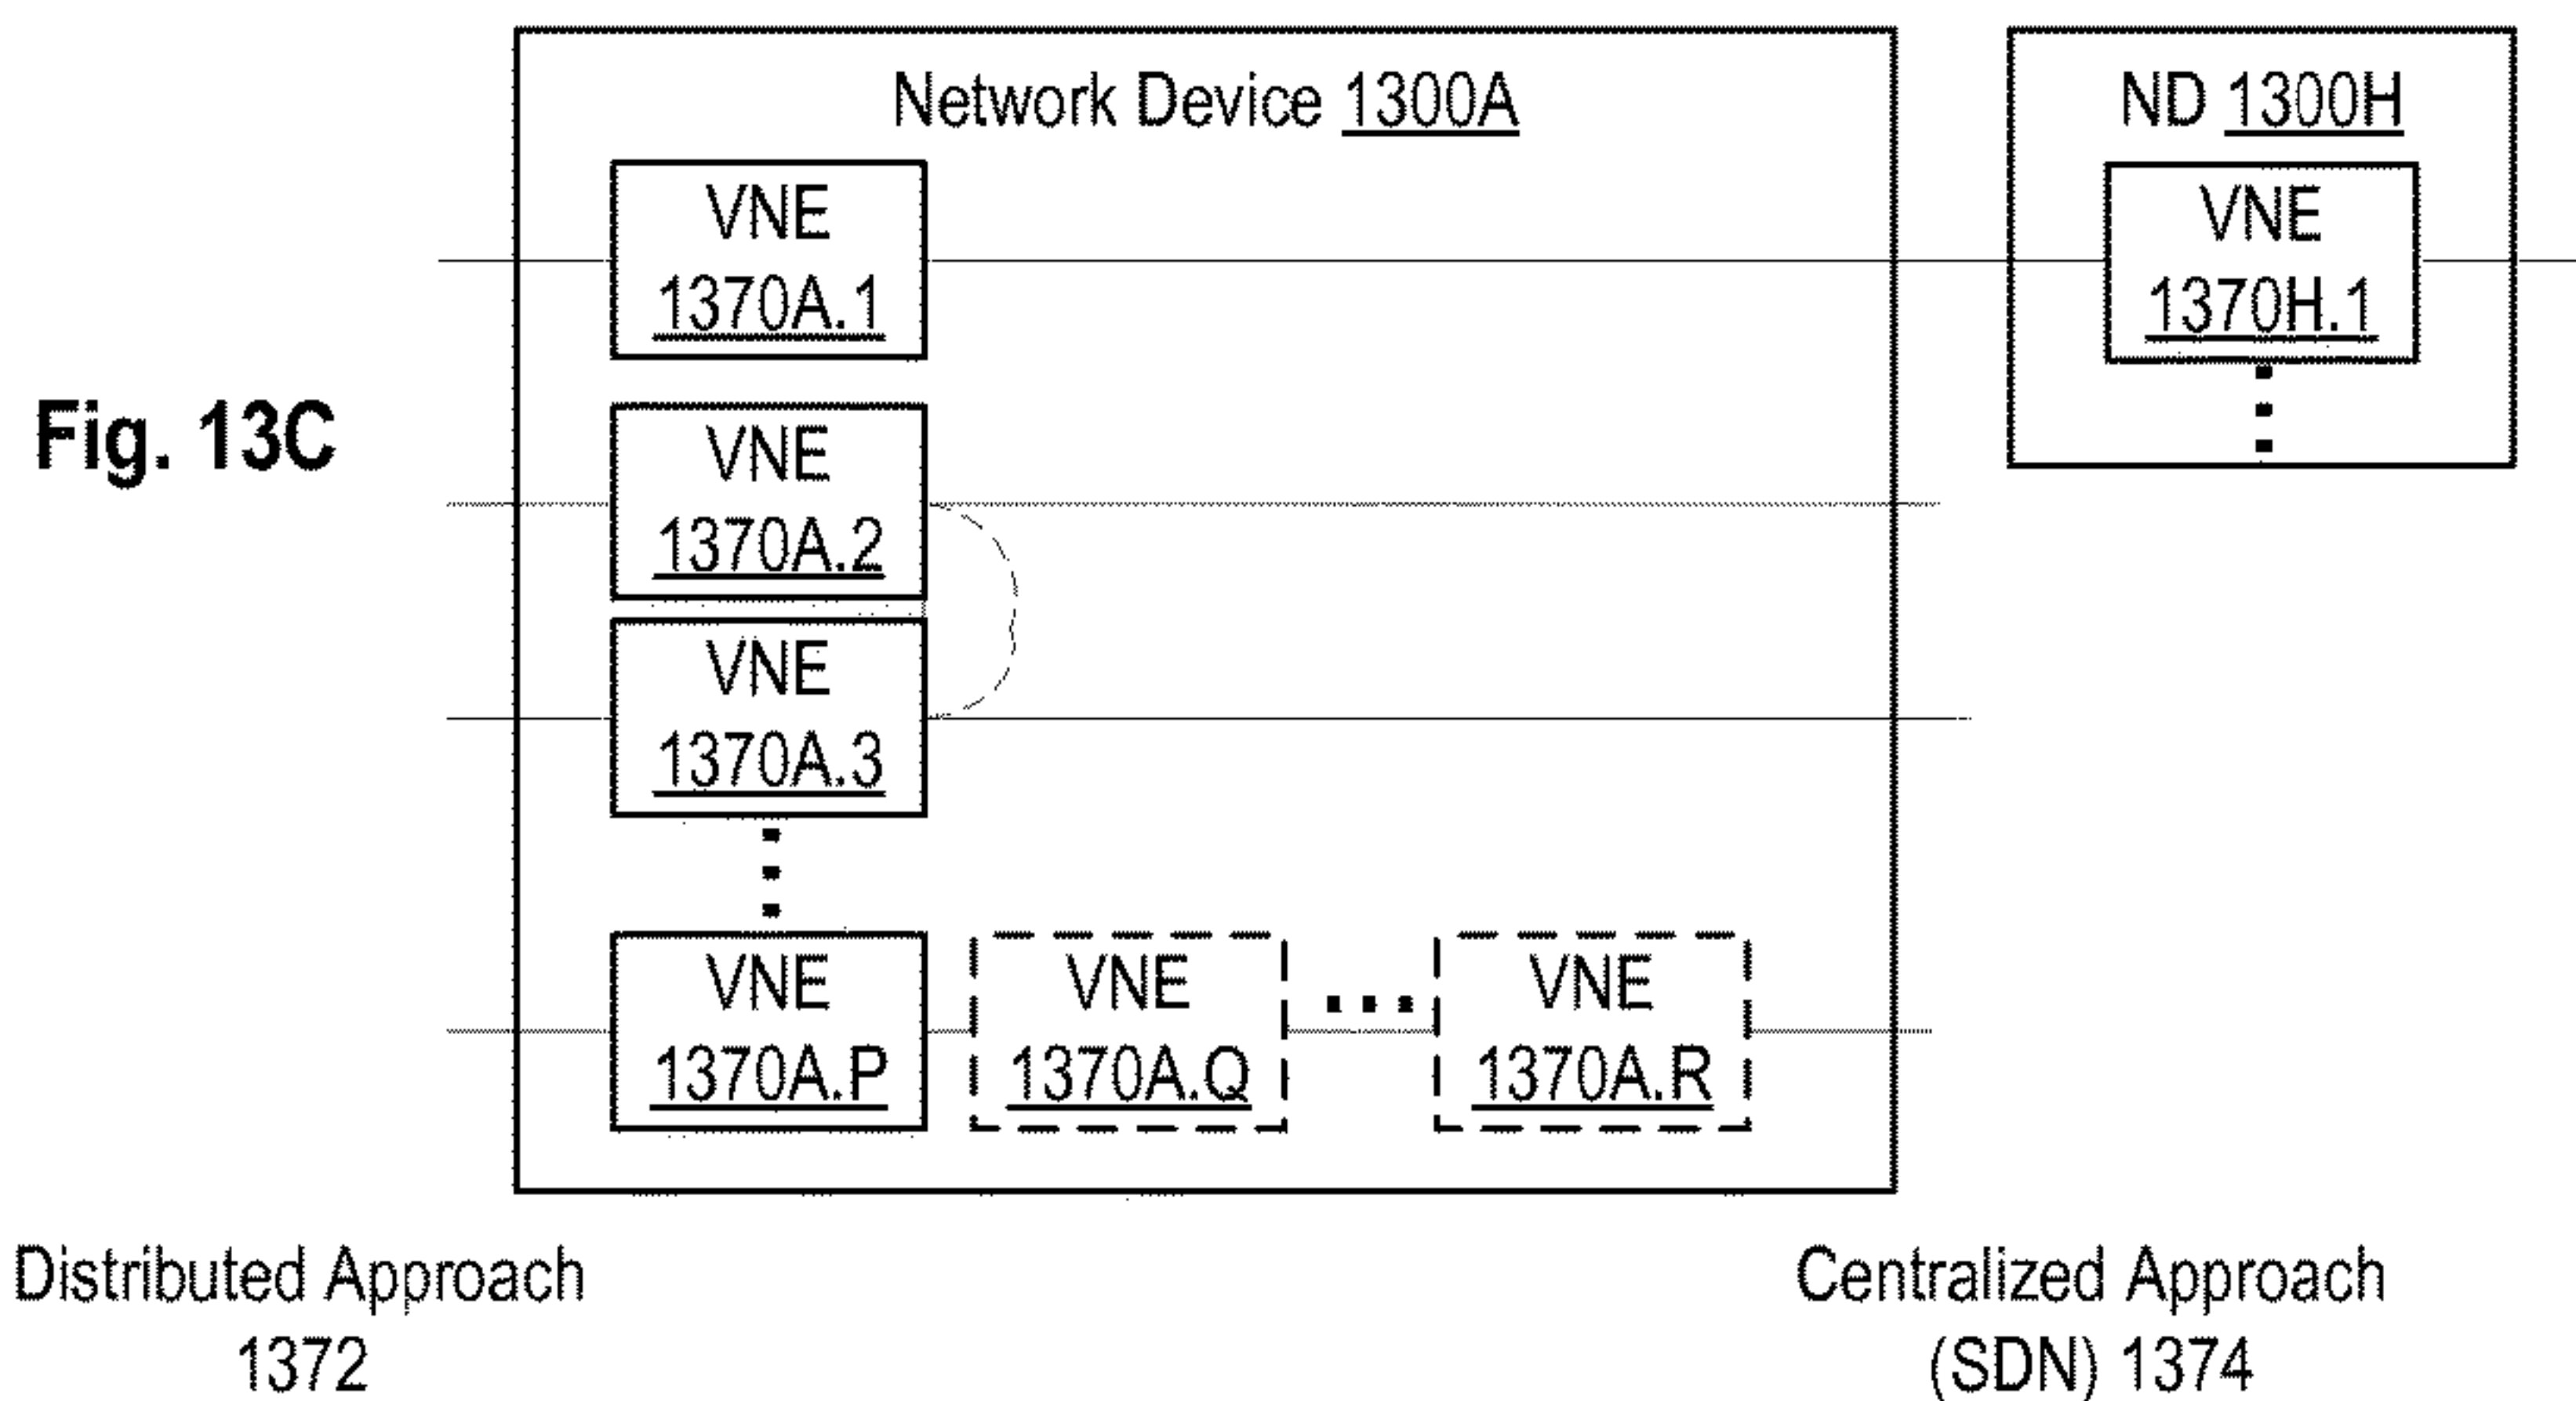 Network Device 1300A
ND 1300H
VNE
1370A.1
VNE
1370H.1
Fig. 13C
VNE
1370A.2
VNE
1370A.3
VNE
1370A.P
VNE
1370A.Q
VNE
1370A.R
Distributed Approach
1372
Centralized Approach
(SDN) 1374